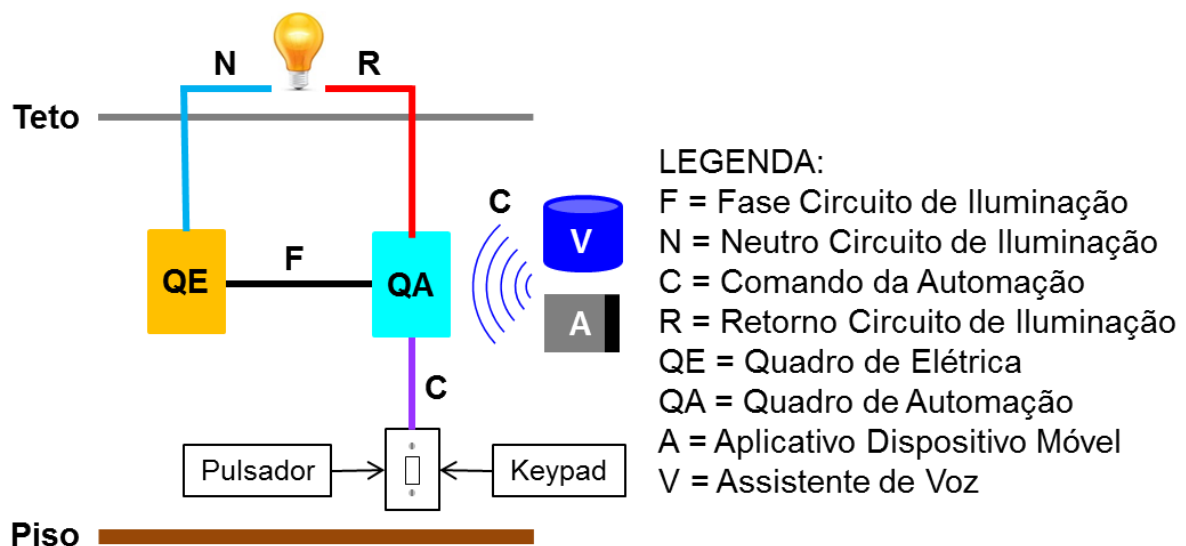 N
R
Teto
C
V
QE
F
QA
A
C
Pulsador
Keypad
Piso
LEGENDA:
F = Fase Circuito de Iluminação
N = Neutro Circuito de Iluminação
C = Comando da Automação
R = Retorno Circuito de Iluminação
QE = Quadro de Elétrica
QA = Quadro de Automação
A = Aplicativo Dispositivo Móvel
V = Assistente de Voz